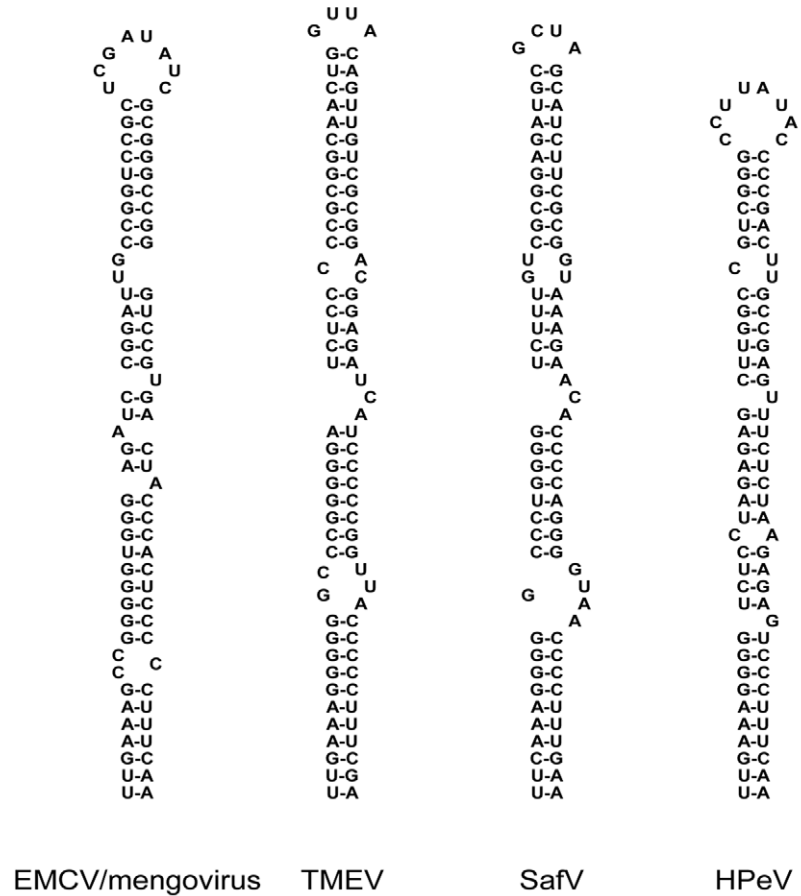 A U
G A
C U
U C
C-G
G-C
C-G
C-G
U-G
G-C
G-C
C-G
C-G
G
U
U-G
A-U
G-C
G-C
C-G
U
C-G
U-A
A
G-C
A-U
A
G-C
G-C
G-C
U-A
G-C
G-U
G-C
G-C
G-C
C
C C
G-C
A-U
A-U
A-U
G-C
U-A
U-A
EMCV/mengovirus
U U
G A
G-C
U-A
C-G
A-U
A-U
C-G
G-U
G-C
C-G
G-C
C-G
C-G
A
C C
C-G
C-G
U-A
C-G
U-A
U
C
A
A-U
G-C
G-C
G-C
G-C
G-C
C-G
C-G
C U
U
G A
G-C
G-C
G-C
G-C
G-C
A-U
A-U
A-U
G-C
U-G
U-A
TMEV
C U
G A
C-G
G-C
U-A
A-U
G-C
A-U
G-U
G-C
C-G
G-C
C-G
U G
G U
U-A
U-A
U-A
C-G
U-A
A
C
A
G-C
G-C
G-C
G-C
U-A
C-G
C-G
C-G
G
U
G A
A
G-C
G-C
G-C
G-C
A-U
A-U
A-U
C-G
U-A
U-A
SafV
U A
U U
C A
C C
G-C
G-C
C-G
U-A
G-C
U
C U
C-G
G-C
G-C
U-G
U-A
C-G
U
G-U
A-U
G-C
A-U
G-C
A-U
U-A
C A
C-G
U-A
C-G
U-A
G
G-U
G-C
G-C
G-C
A-U
A-U
A-U
G-C
U-A
U-A
HPeV